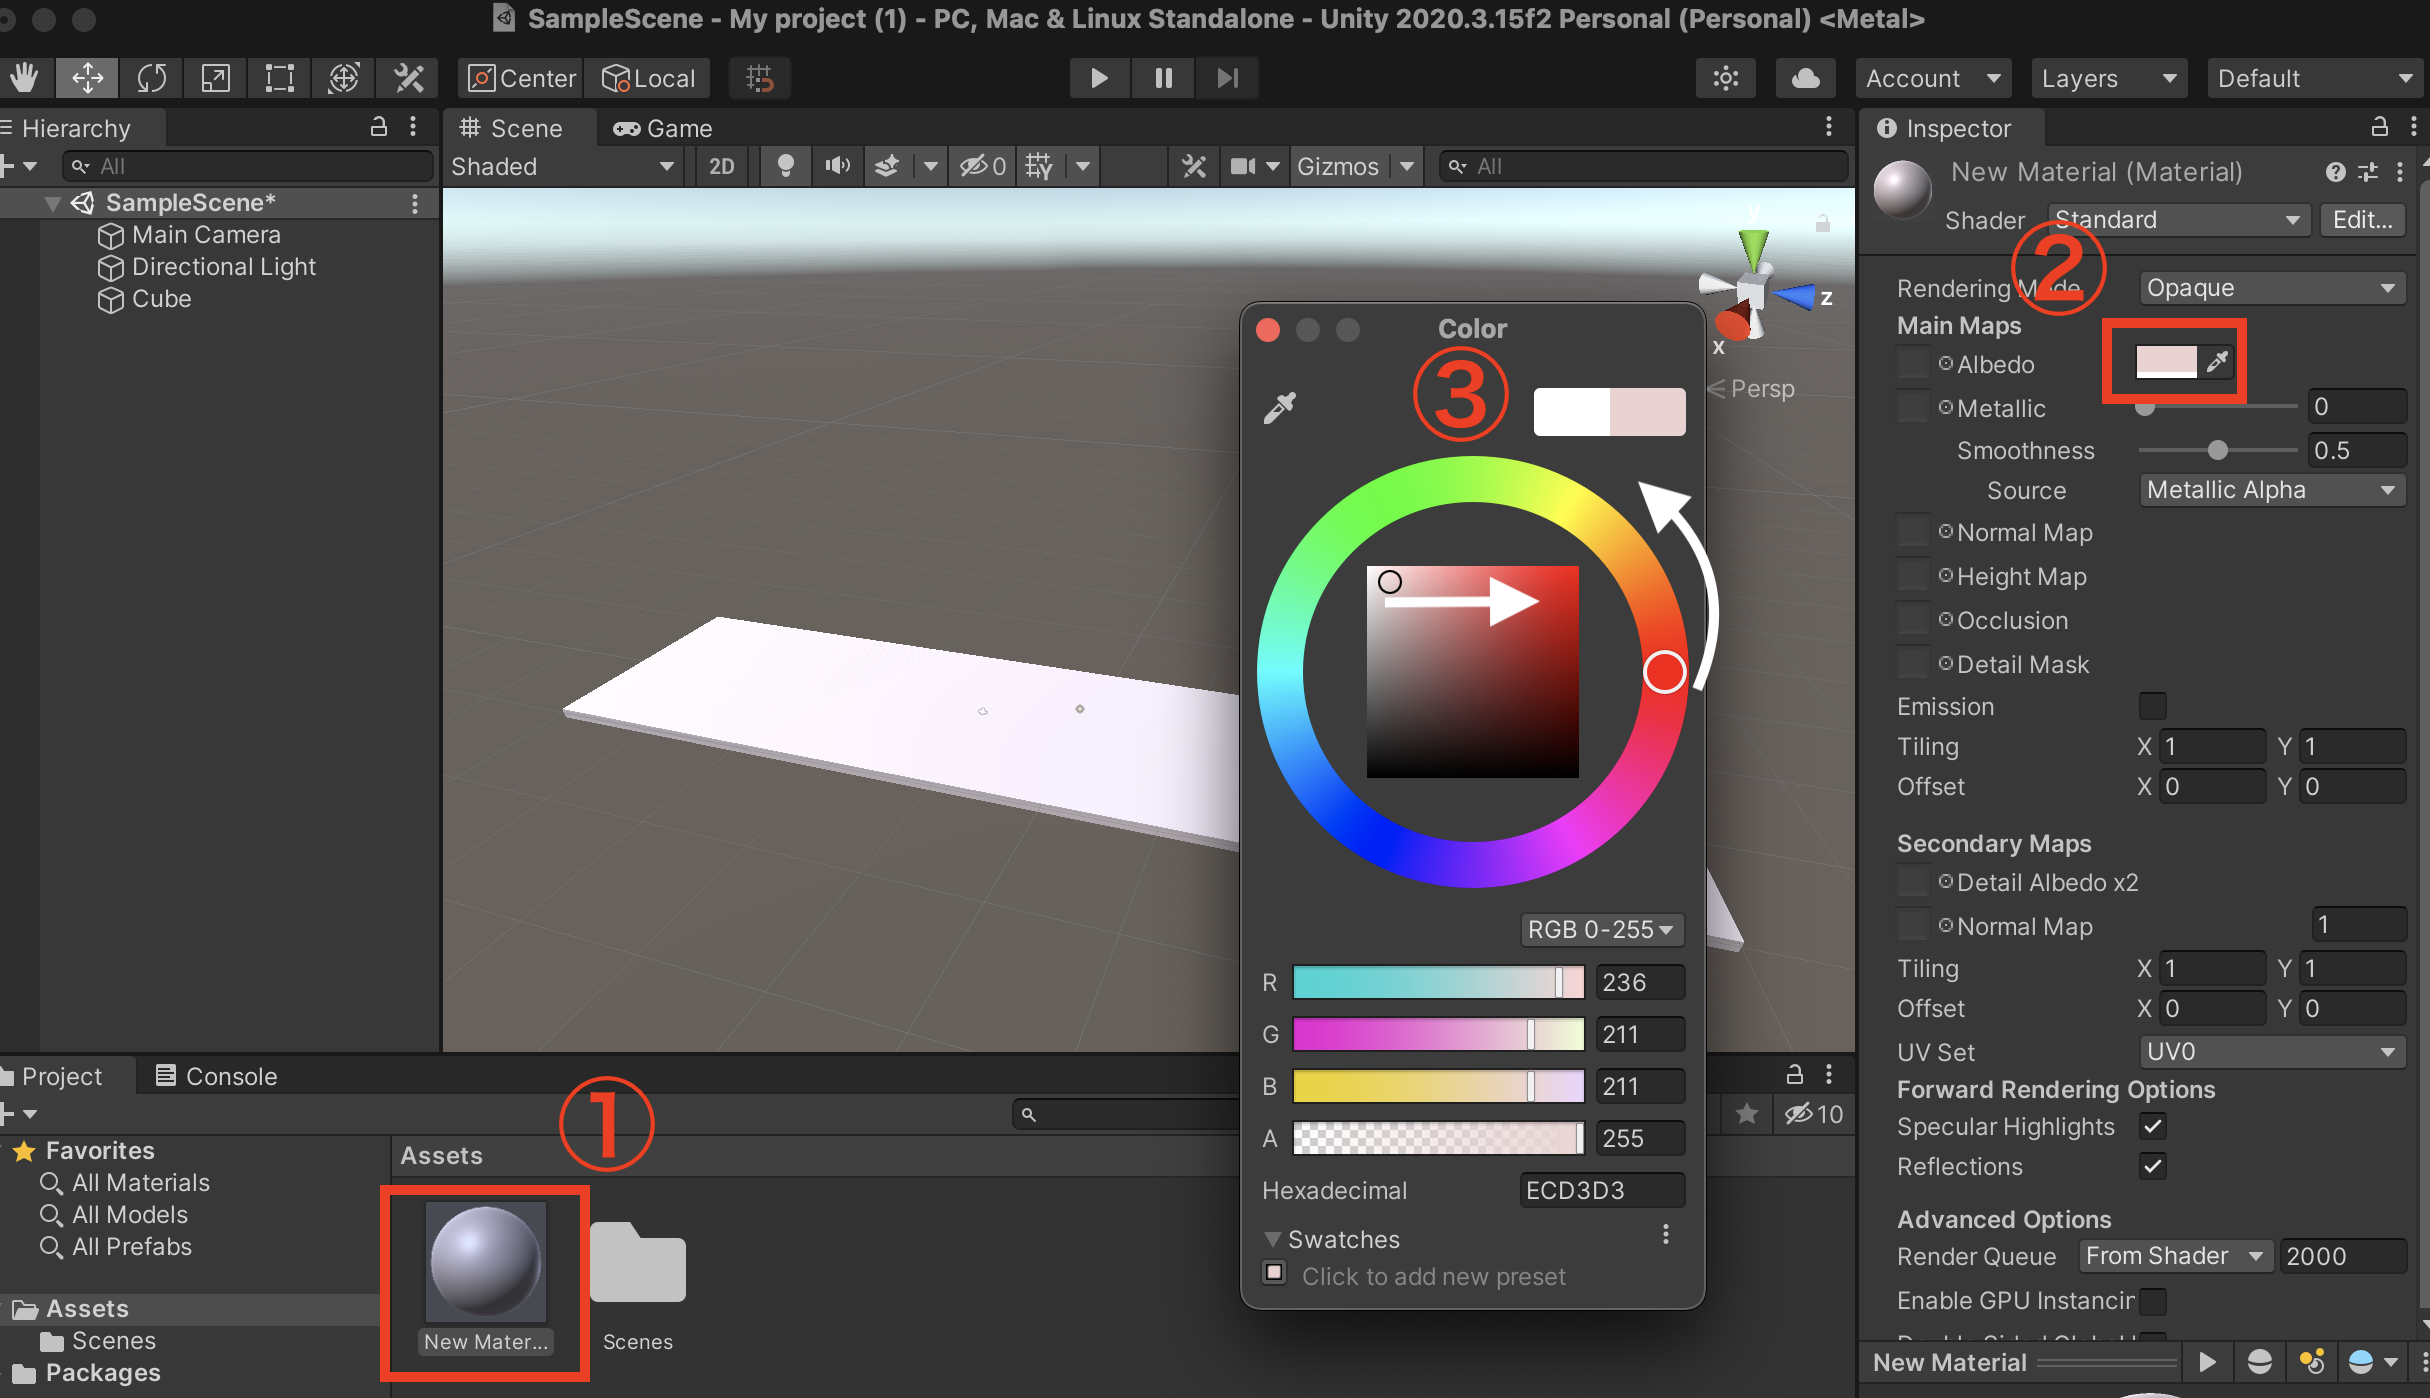 SampleScene - My project (1) - PC, Mac & Linux Standalone - Unity 2020.3.15f2 Personal (Personal) <Metal>
Center Local Account Layers Default
Hierarchy
All
SampleScene*
Main Camera
Directional Light
Cube
Scene Game
Shaded 2D 0 Gizmos All
y
z
x
Persp
Inspector
New Material (Material)
Shader Standard Edit...
②
Rendering Mode Opaque
Main Maps
Albedo
Metallic 0
Smoothness 0.5
Source Metallic Alpha
Normal Map
Height Map
Occlusion
Detail Mask
Emission
Tiling X 1 Y 1
Offset X 0 Y 0
Secondary Maps
Detail Albedo x2
Normal Map 1
Tiling X 1 Y 1
Offset X 0 Y 0
UV Set UV0
Forward Rendering Options
Specular Highlights
Reflections
Advanced Options
Render Queue From Shader 2000
Enable GPU Instancin
New Material
Color
③
RGB 0-255
R 236
G 211
B 211
A 255
Hexadecimal ECD3D3
Swatches
Click to add new preset
Project Console
①
10
Favorites
All Materials
All Models
All Prefabs
Assets
Scenes
Packages
Assets
New Mater...
Scenes